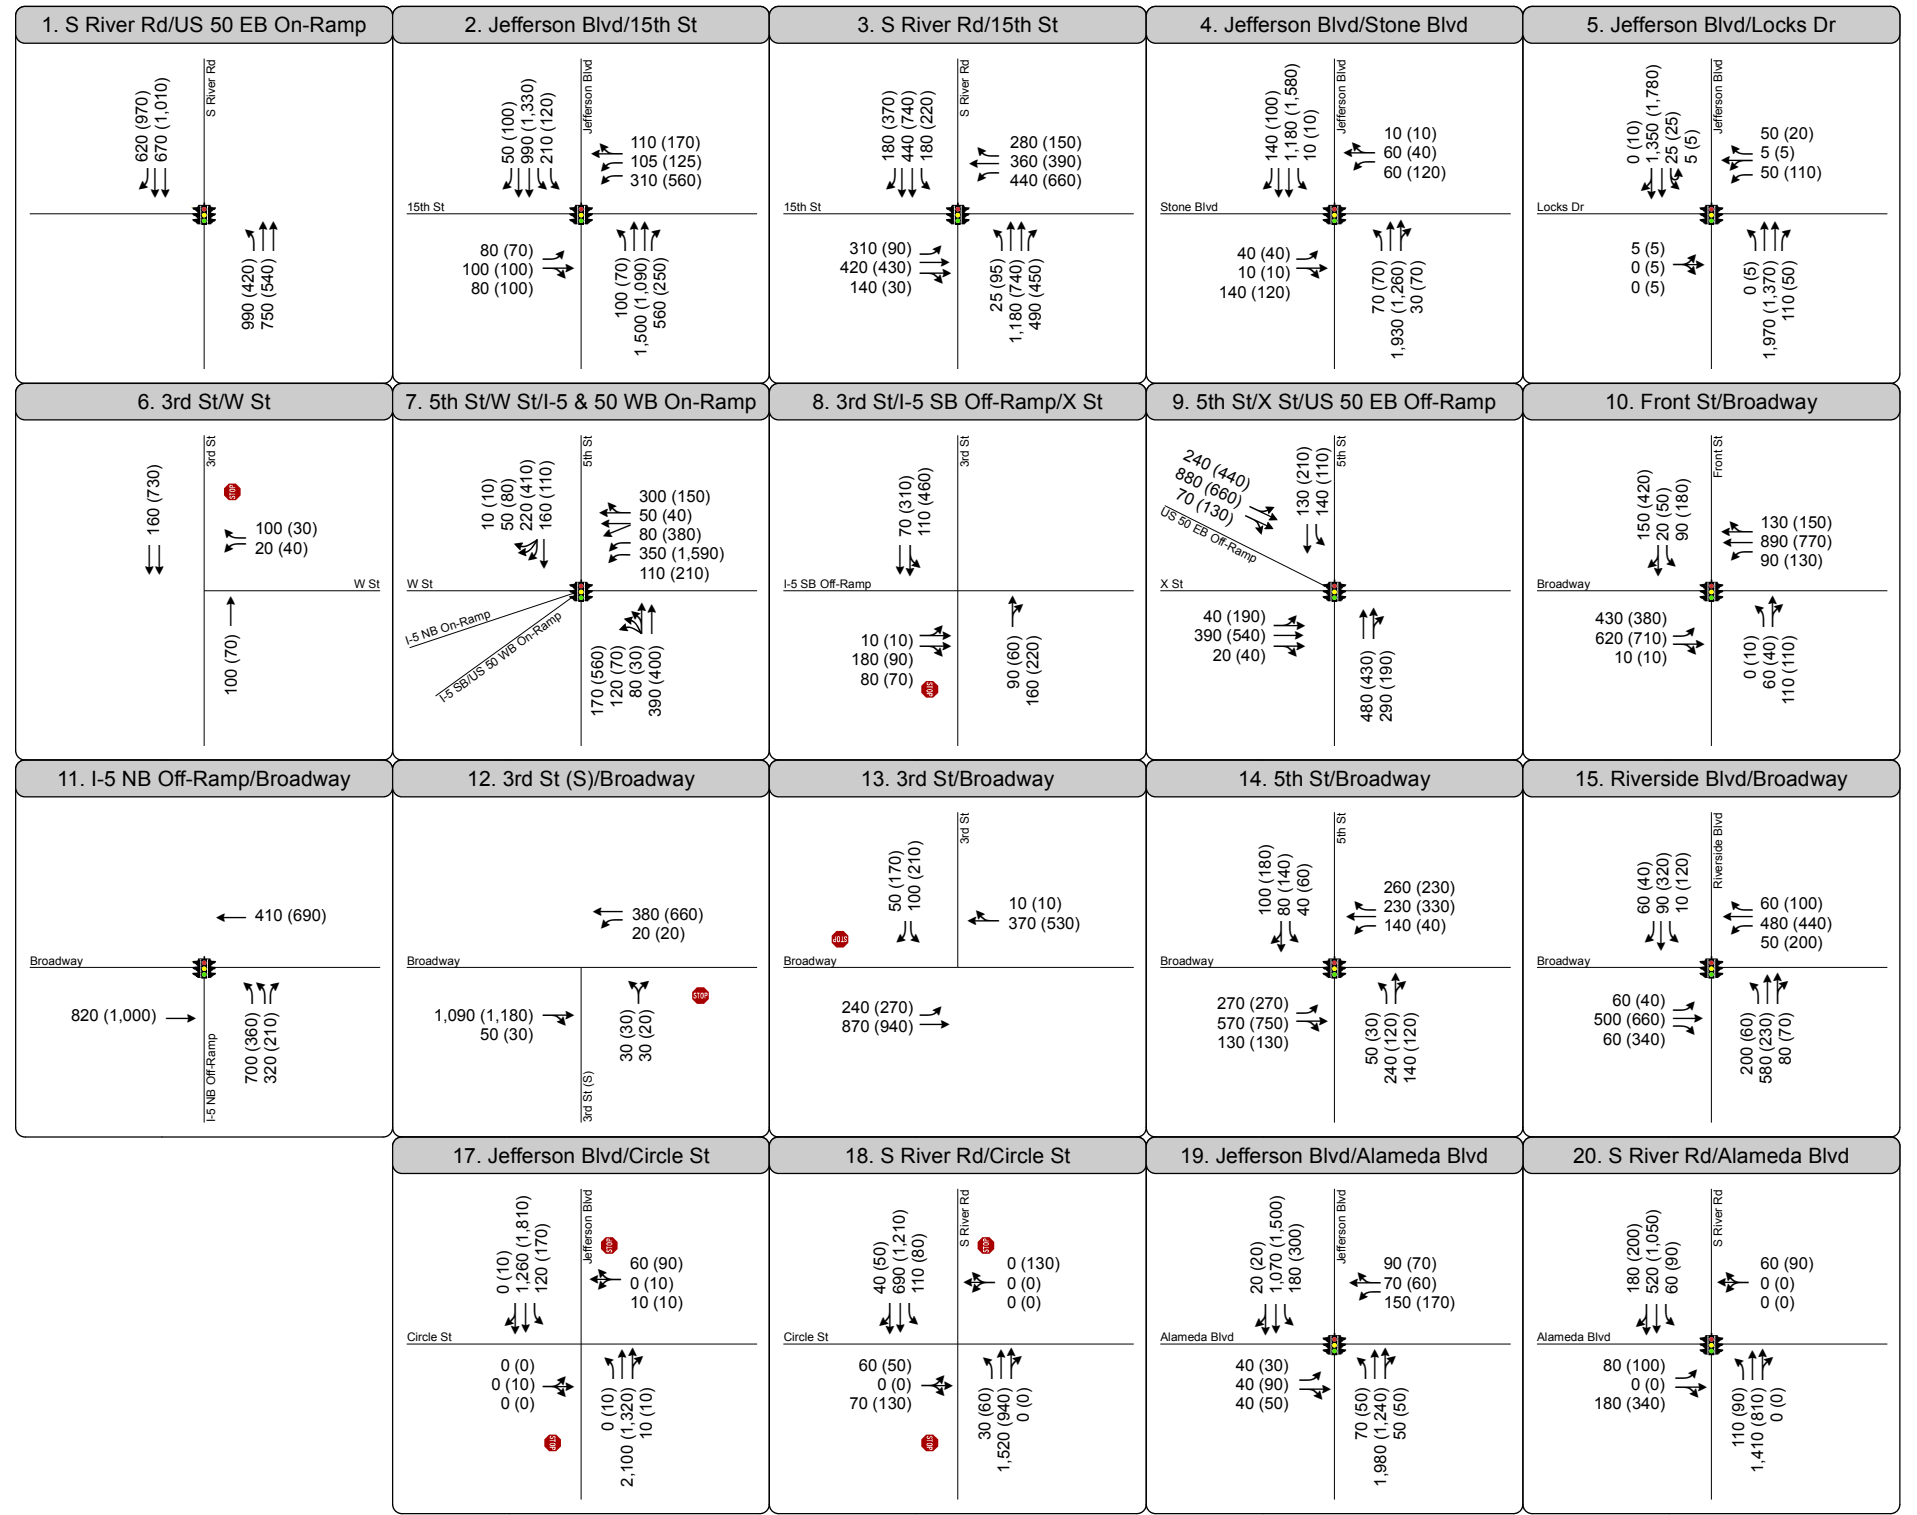 1. S River Rd/US 50 EB On-Ramp
620 (970)
670 (1,010)
S River Rd
990 (420)
750 (540)
2. Jefferson Blvd/15th St
50 (100)
990 (1,330)
210 (120)
Jefferson Blvd
110 (170)
105 (125)
310 (560)
15th St
80 (70)
100 (100)
80 (100)
100 (70)
1,500 (1,090)
560 (250)
3. S River Rd/15th St
180 (370)
440 (740)
180 (220)
S River Rd
280 (150)
360 (390)
440 (660)
15th St
310 (90)
420 (430)
140 (30)
25 (95)
1,180 (740)
490 (450)
4. Jefferson Blvd/Stone Blvd
140 (100)
1,180 (1,580)
10 (10)
Jefferson Blvd
10 (10)
60 (40)
60 (120)
Stone Blvd
40 (40)
10 (10)
140 (120)
70 (70)
1,930 (1,260)
30 (70)
5. Jefferson Blvd/Locks Dr
0 (10)
1,350 (1,780)
25 (25)
5 (5)
Jefferson Blvd
50 (20)
5 (5)
50 (110)
Locks Dr
5 (5)
0 (5)
0 (5)
0 (5)
1,970 (1,370)
110 (50)
6. 3rd St/W St
160 (730)
3rd St
STOP
100 (30)
20 (40)
W St
100 (70)
7. 5th St/W St/I-5 & 50 WB On-Ramp
10 (10)
50 (80)
220 (410)
160 (110)
5th St
300 (150)
50 (40)
80 (380)
350 (1,590)
110 (210)
W St
I-5 NB On-Ramp
I-5 SB/US 50 WB On-Ramp
170 (560)
120 (70)
80 (30)
390 (400)
8. 3rd St/I-5 SB Off-Ramp/X St
70 (310)
110 (460)
3rd St
I-5 SB Off-Ramp
10 (10)
180 (90)
80 (70)
STOP
90 (60)
160 (220)
9. 5th St/X St/US 50 EB Off-Ramp
240 (440)
880 (660)
70 (130)
US 50 EB Off-Ramp
130 (210)
140 (110)
5th St
X St
40 (190)
390 (540)
20 (40)
480 (430)
290 (190)
10. Front St/Broadway
150 (420)
20 (50)
90 (180)
Front St
130 (150)
890 (770)
90 (130)
Broadway
430 (380)
620 (710)
10 (10)
0 (10)
60 (40)
110 (110)
11. I-5 NB Off-Ramp/Broadway
410 (690)
Broadway
820 (1,000)
I-5 NB Off-Ramp
700 (360)
320 (210)
12. 3rd St (S)/Broadway
380 (660)
20 (20)
Broadway
1,090 (1,180)
50 (30)
3rd St (S)
30 (30)
30 (20)
STOP
13. 3rd St/Broadway
50 (170)
100 (210)
3rd St
10 (10)
370 (530)
STOP
Broadway
240 (270)
870 (940)
14. 5th St/Broadway
100 (180)
80 (140)
40 (60)
5th St
260 (230)
230 (330)
140 (40)
Broadway
270 (270)
570 (750)
130 (130)
50 (30)
240 (120)
140 (120)
15. Riverside Blvd/Broadway
60 (40)
90 (320)
10 (120)
Riverside Blvd
60 (100)
480 (440)
50 (200)
Broadway
60 (40)
500 (660)
60 (340)
200 (60)
580 (230)
80 (70)
17. Jefferson Blvd/Circle St
0 (10)
1,260 (1,810)
120 (170)
Jefferson Blvd
STOP
60 (90)
0 (10)
10 (10)
Circle St
0 (0)
0 (10)
0 (0)
STOP
0 (10)
2,100 (1,320)
10 (10)
18. S River Rd/Circle St
40 (50)
690 (1,210)
110 (80)
S River Rd
STOP
0 (130)
0 (0)
0 (0)
Circle St
60 (50)
0 (0)
70 (130)
STOP
30 (60)
1,520 (940)
0 (0)
19. Jefferson Blvd/Alameda Blvd
20 (20)
1,070 (1,500)
180 (300)
Jefferson Blvd
90 (70)
70 (60)
150 (170)
Alameda Blvd
40 (30)
40 (90)
40 (50)
70 (50)
1,980 (1,240)
50 (50)
20. S River Rd/Alameda Blvd
180 (200)
520 (1,050)
60 (90)
S River Rd
60 (90)
0 (0)
0 (0)
Alameda Blvd
80 (100)
0 (0)
180 (340)
110 (90)
1,410 (810)
0 (0)